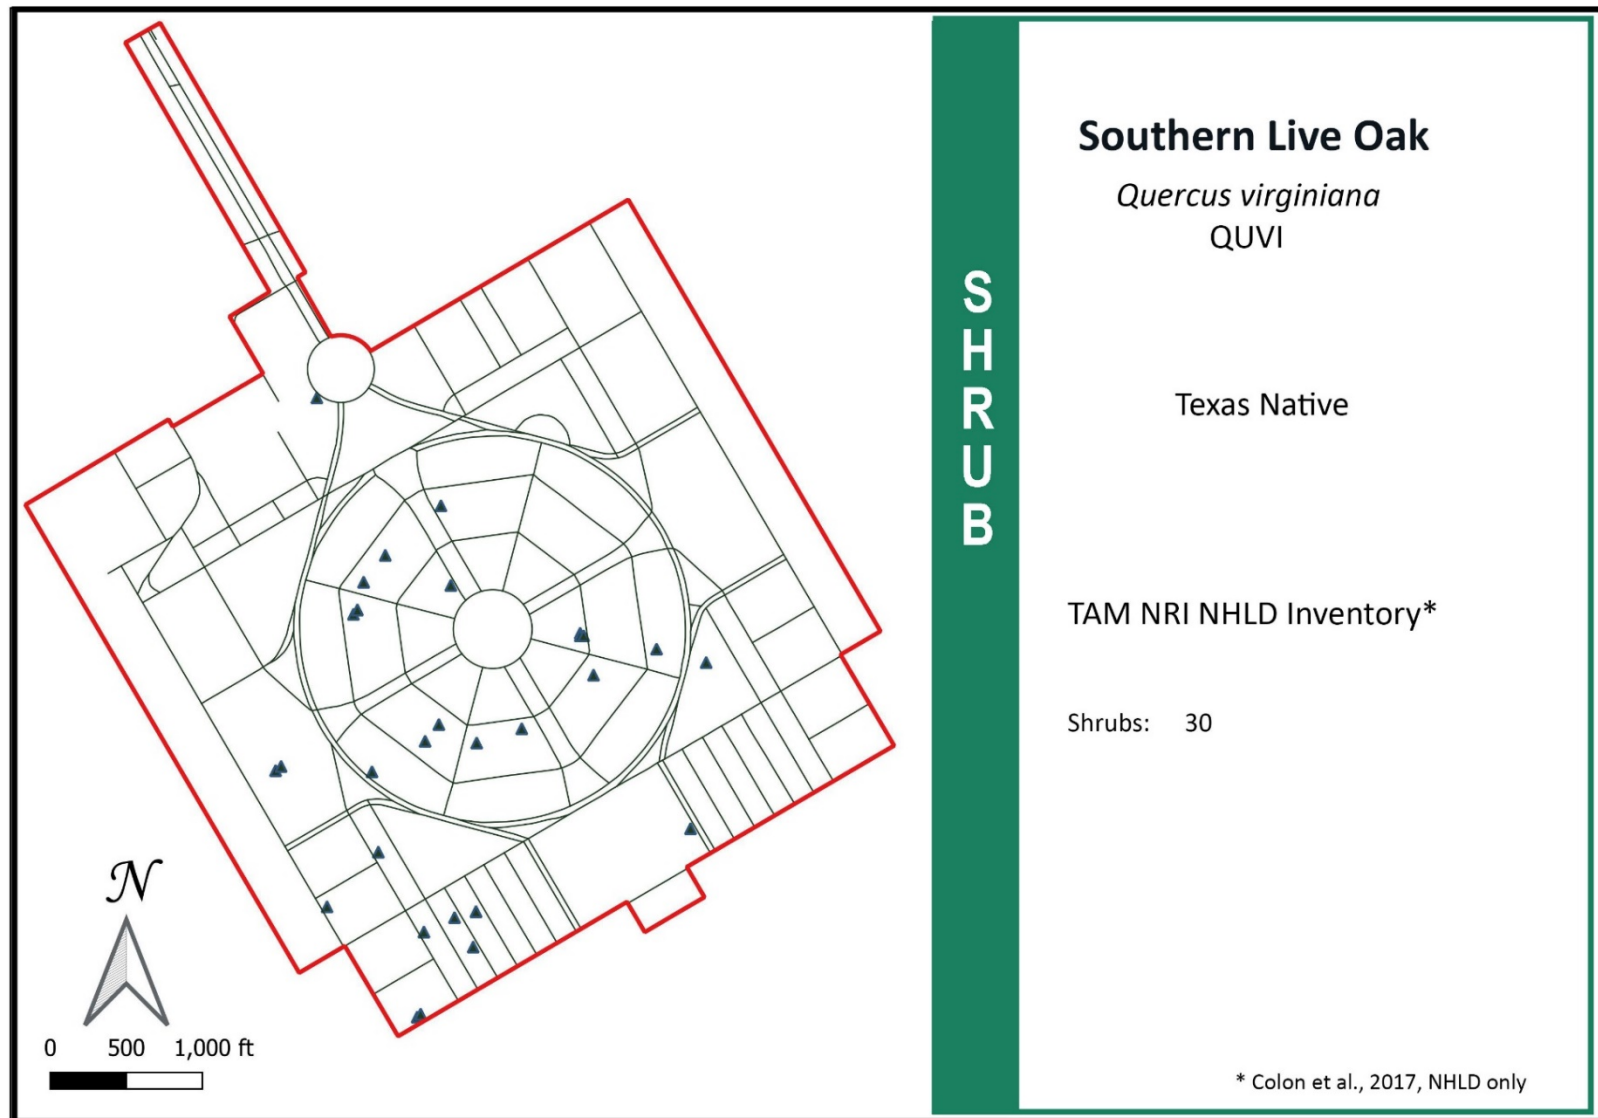 N
0 500 1,000 ft
SHRUB
Southern Live Oak
Quercus virginiana
QUVI
Texas Native
TAM NRI NHLD Inventory*
Shrubs: 30
* Colon et al., 2017, NHLD only